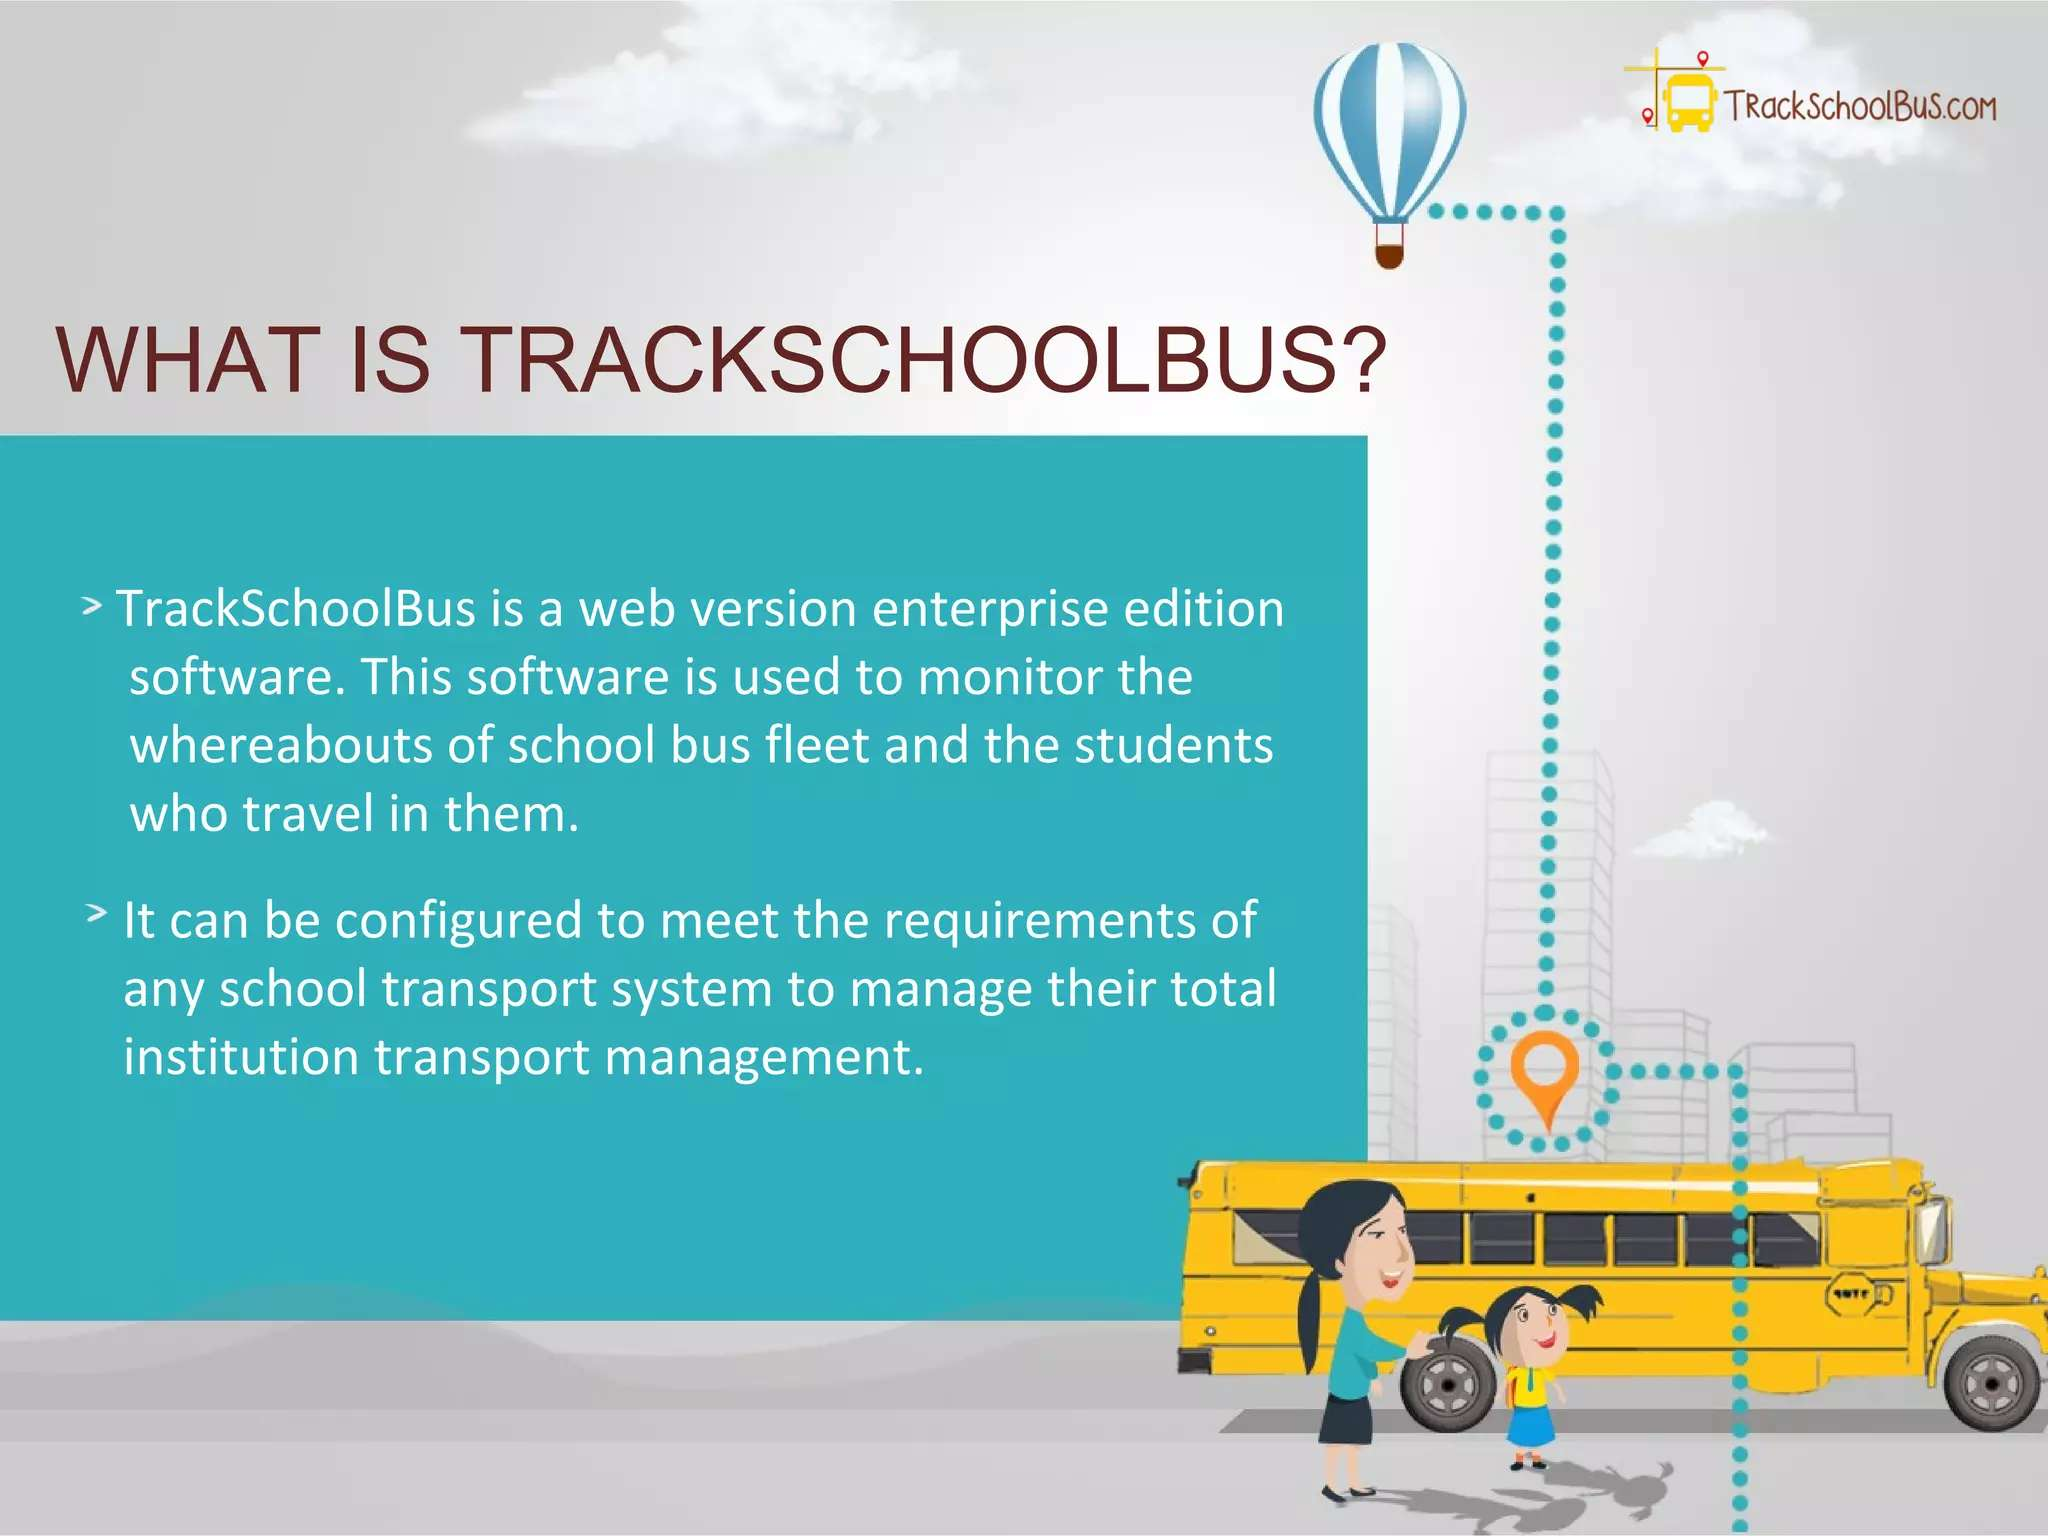 TRackSchoolBuS.com
WHAT IS TRACKSCHOOLBUS?
> TrackSchoolBus is a web version enterprise edition
software. This software is used to monitor the
whereabouts of school bus fleet and the students
who travel in them.
> It can be configured to meet the requirements of
any school transport system to manage their total
institution transport management.